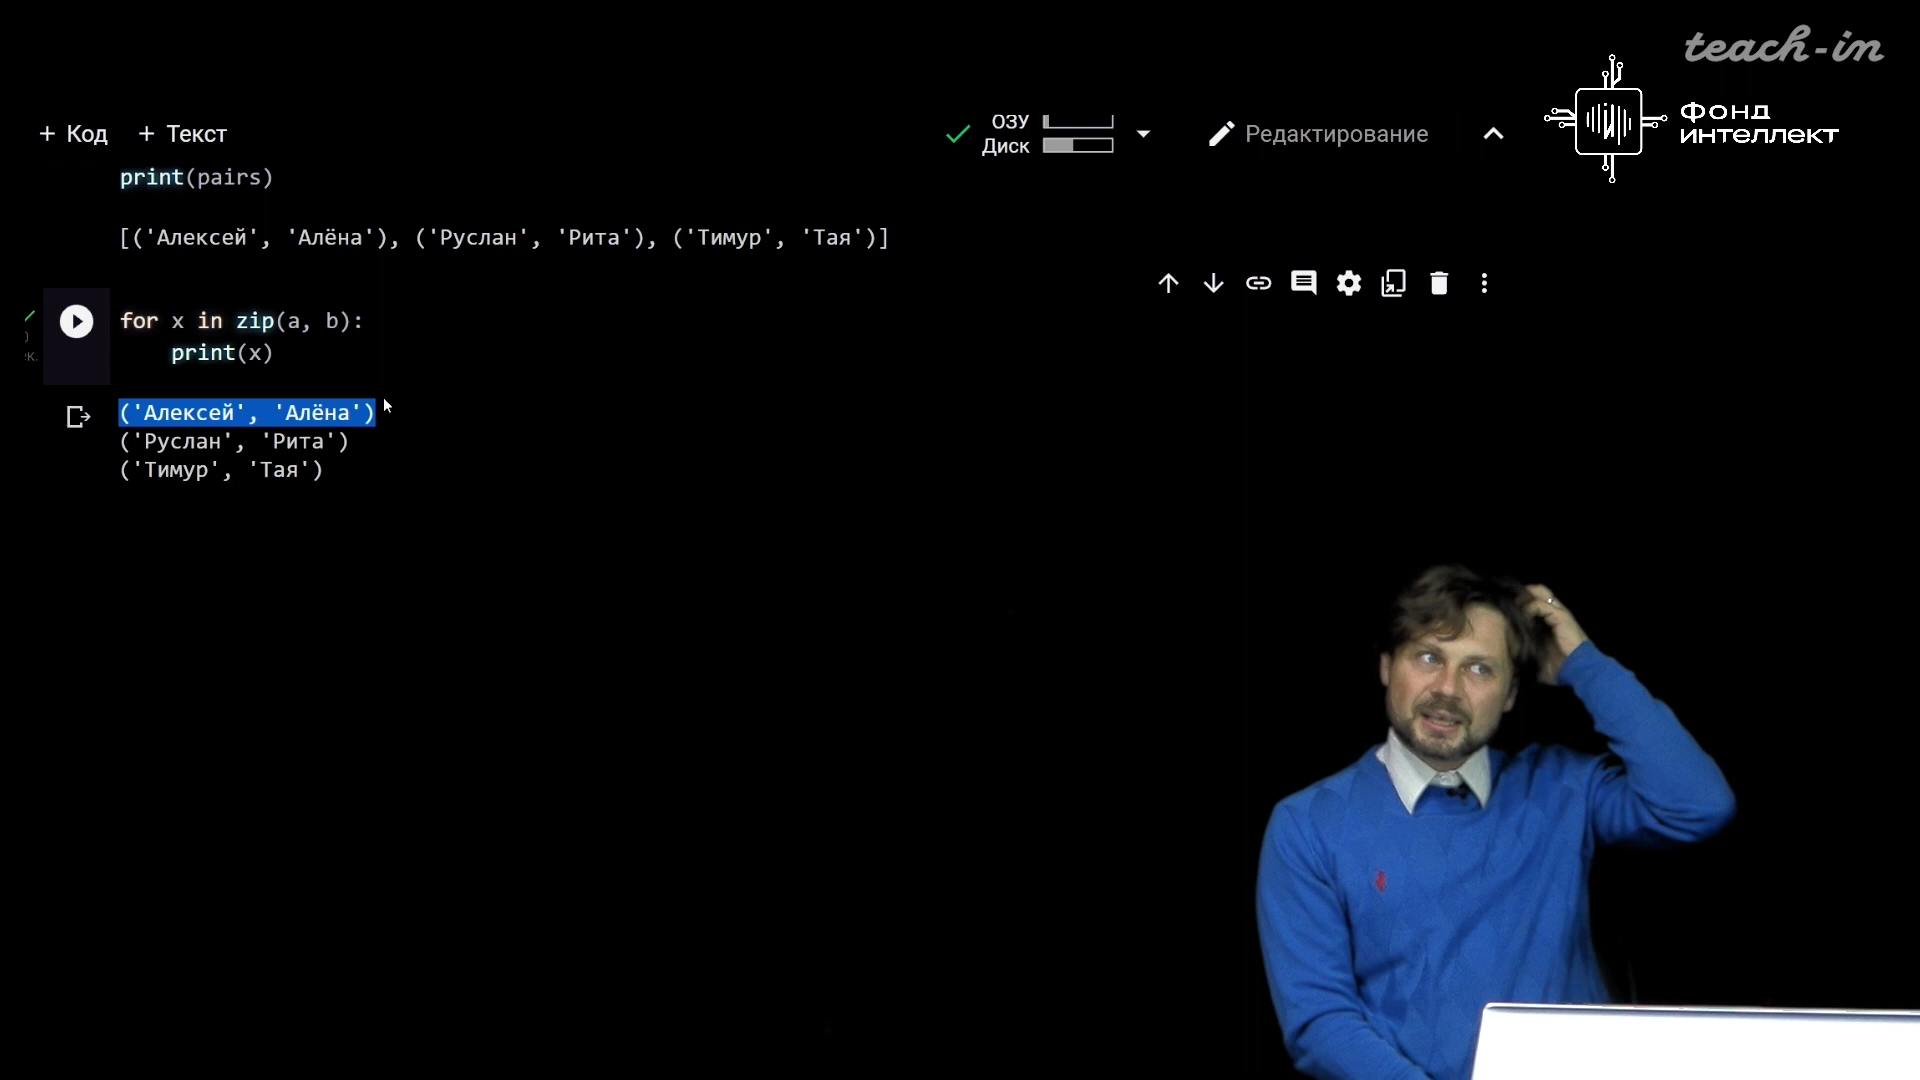 teach-in
Фонд
интеллект
+ Код + Текст
ОЗУ
Диск
Редактирование
print(pairs)
[('Алексей', 'Алёна'), ('Руслан', 'Рита'), ('Тимур', 'Тая')]
for x in zip(a, b):
print(x)
('Алексей', 'Алёна')
('Руслан', 'Рита')
('Тимур', 'Тая')